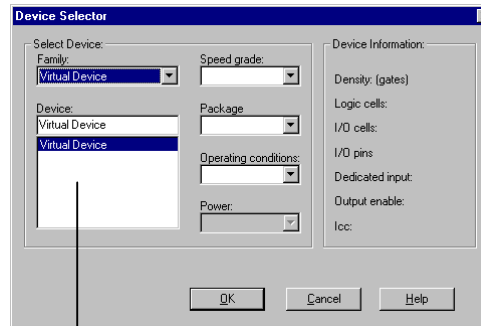 Device Selector
Select Device:
Family:
Virtual Device
Device:
Virtual Device
Virtual Device
Speed grade:
Package
Operating conditions:
Power:
Device Information:
Density: (gates)
Logic cells:
I/O cells:
I/O pins
Dedicated input:
Output enable:
Icc:
OK
Cancel
Help